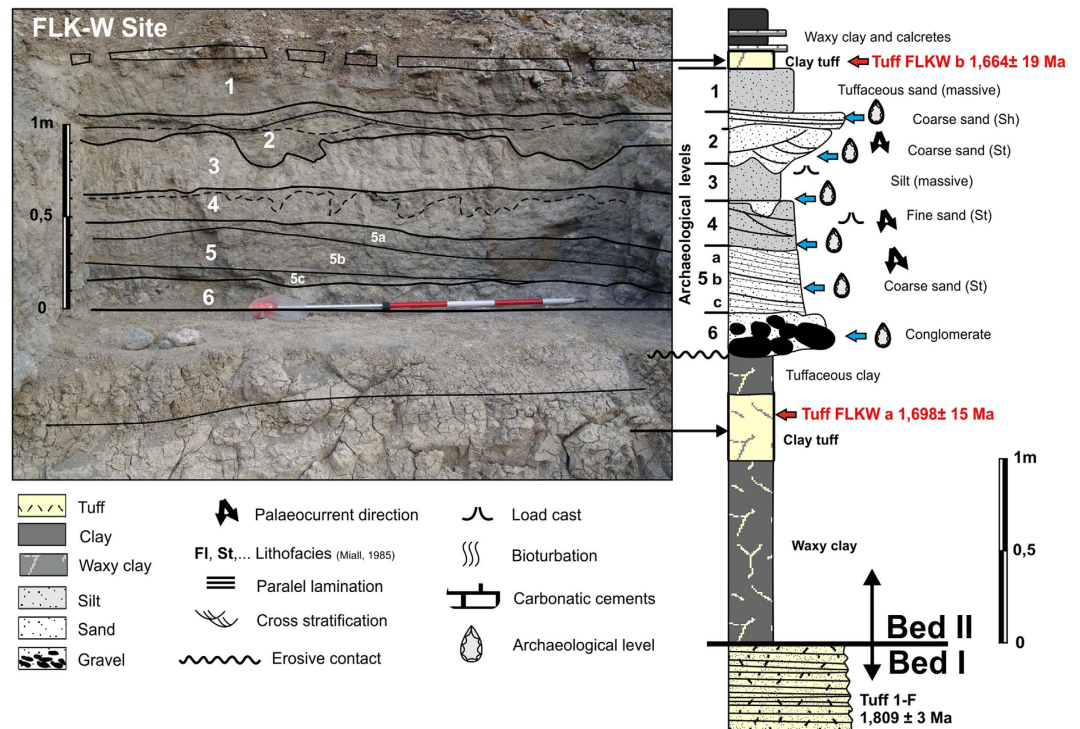 FLK-W Site
1
2
3
4
5
5a
5b
5c
6
1m
0,5
0
Archaeological levels
1
2
3
4
a
5 b
c
6
Waxy clay and calcretes
Clay tuff
Tuff FLKW b 1,664± 19 Ma
Tuffaceous sand (massive)
Coarse sand (Sh)
Coarse sand (St)
Silt (massive)
Fine sand (St)
Coarse sand (St)
Conglomerate
Tuffaceous clay
Tuff FLKW a 1,698± 15 Ma
Clay tuff
Waxy clay
1m
0,5
0
Bed II
Bed I
Tuff 1-F
1,809 ± 3 Ma
Tuff
Clay
Waxy clay
Silt
Sand
Gravel
Palaeocurrent direction
Fl, St,... Lithofacies (Miall, 1985)
Paralel lamination
Cross stratification
Erosive contact
Load cast
Bioturbation
Carbonatic cements
Archaeological level